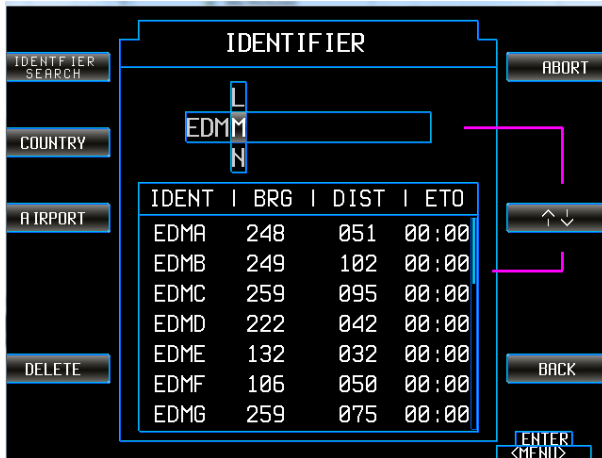 IDENTIFIER
IDENTFIER
SEARCH
ABORT
L
EDMM
N
COUNTRY
AIRPORT
IDENT | BRG | DIST | ETO
EDMA 248 051 00:00
EDMB 249 102 00:00
EDMC 259 095 00:00
EDMD 222 042 00:00
EDME 132 032 00:00
EDMF 106 050 00:00
EDMG 259 075 00:00
↑↓
DELETE
BACK
ENTER
<MENU>